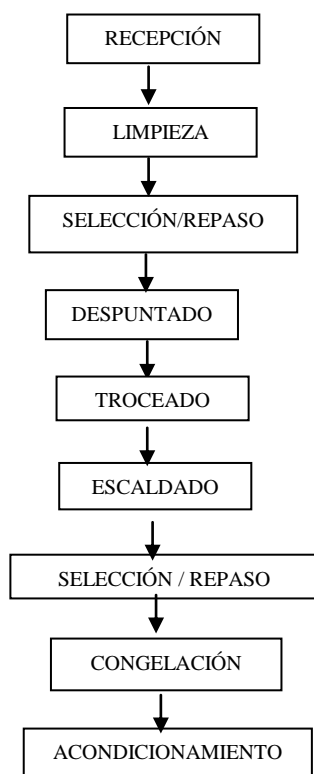 RECEPCIÓN
LIMPIEZA
SELECCIÓN/REPASO
DESPUNTADO
TROCEADO
ESCALDADO
SELECCIÓN / REPASO
CONGELACIÓN
ACONDICIONAMIENTO